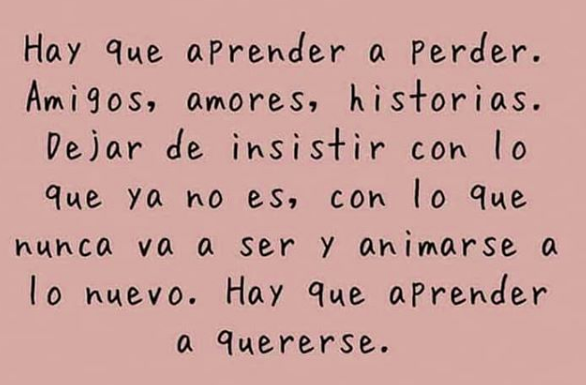 Hay que aprender a perder.
Amigos, amores, historias.
Dejar de insistir con lo
que ya no es, con lo que
nunca va a ser y animarse a
lo nuevo. Hay que aprender
a quererse.